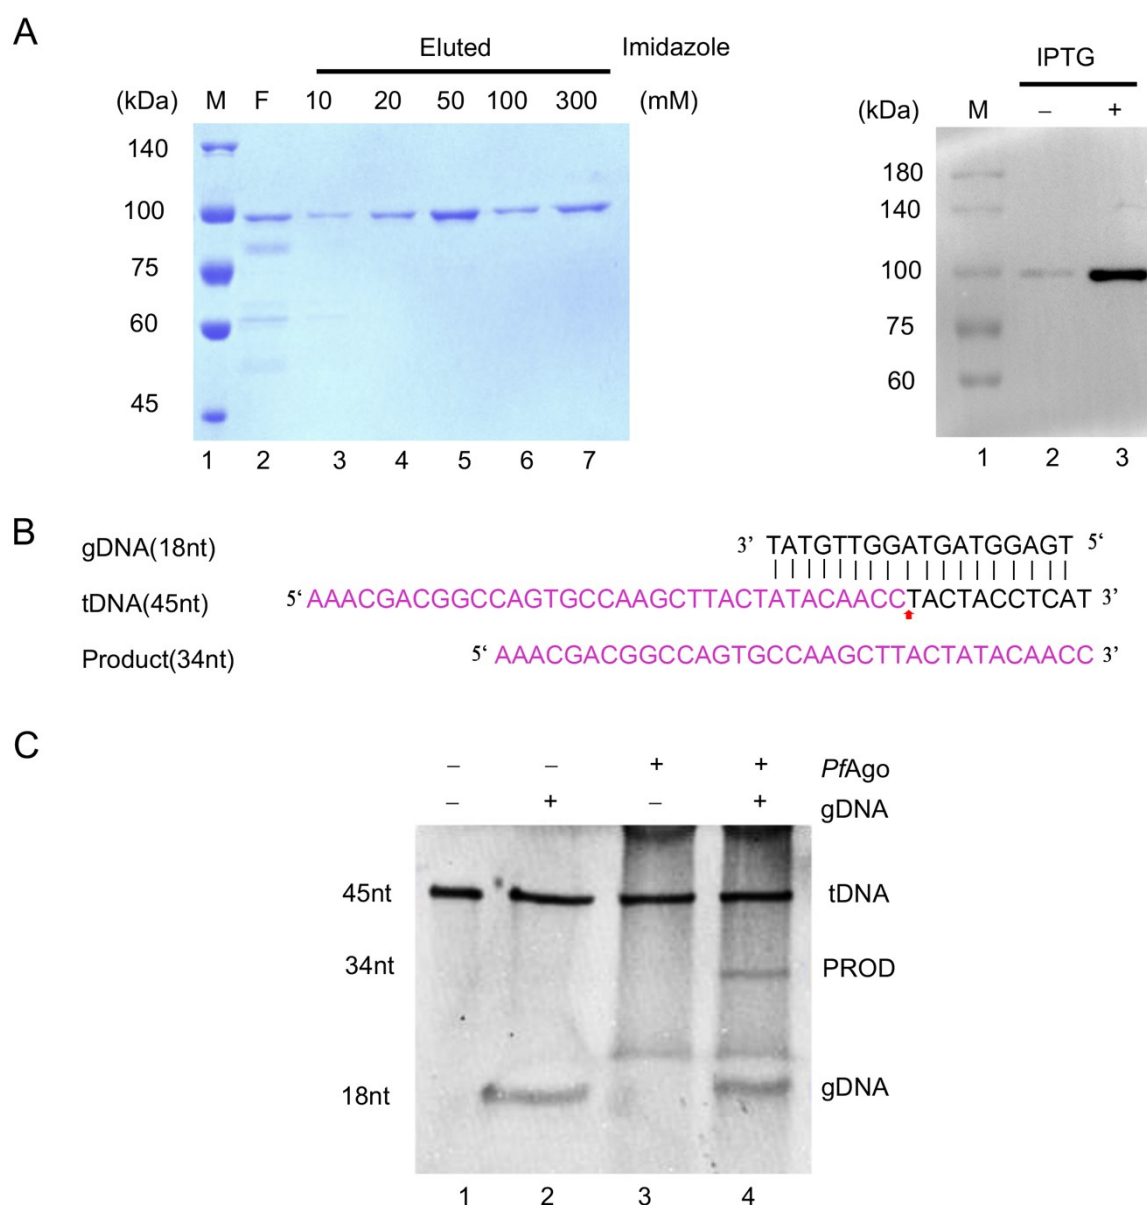 A
Eluted Imidazole
(kDa) M F 10 20 50 100 300 (mM)
140
100
75
60
45
1 2 3 4 5 6 7
IPTG
(kDa) M – +
180
140
100
75
60
1 2 3
B
gDNA(18nt) 3’ TATGTTGGATGATGGAGT 5‘
tDNA(45nt) 5‘ AAACGACGGCCAGTGCCAAGCTTACTATACAACCTACTACCTCAT 3’
Product(34nt) 5‘ AAACGACGGCCAGTGCCAAGCTTACTATACAACC 3’
C
– – + + PfAgo
– + – + gDNA
45nt tDNA
34nt PROD
18nt gDNA
1 2 3 4